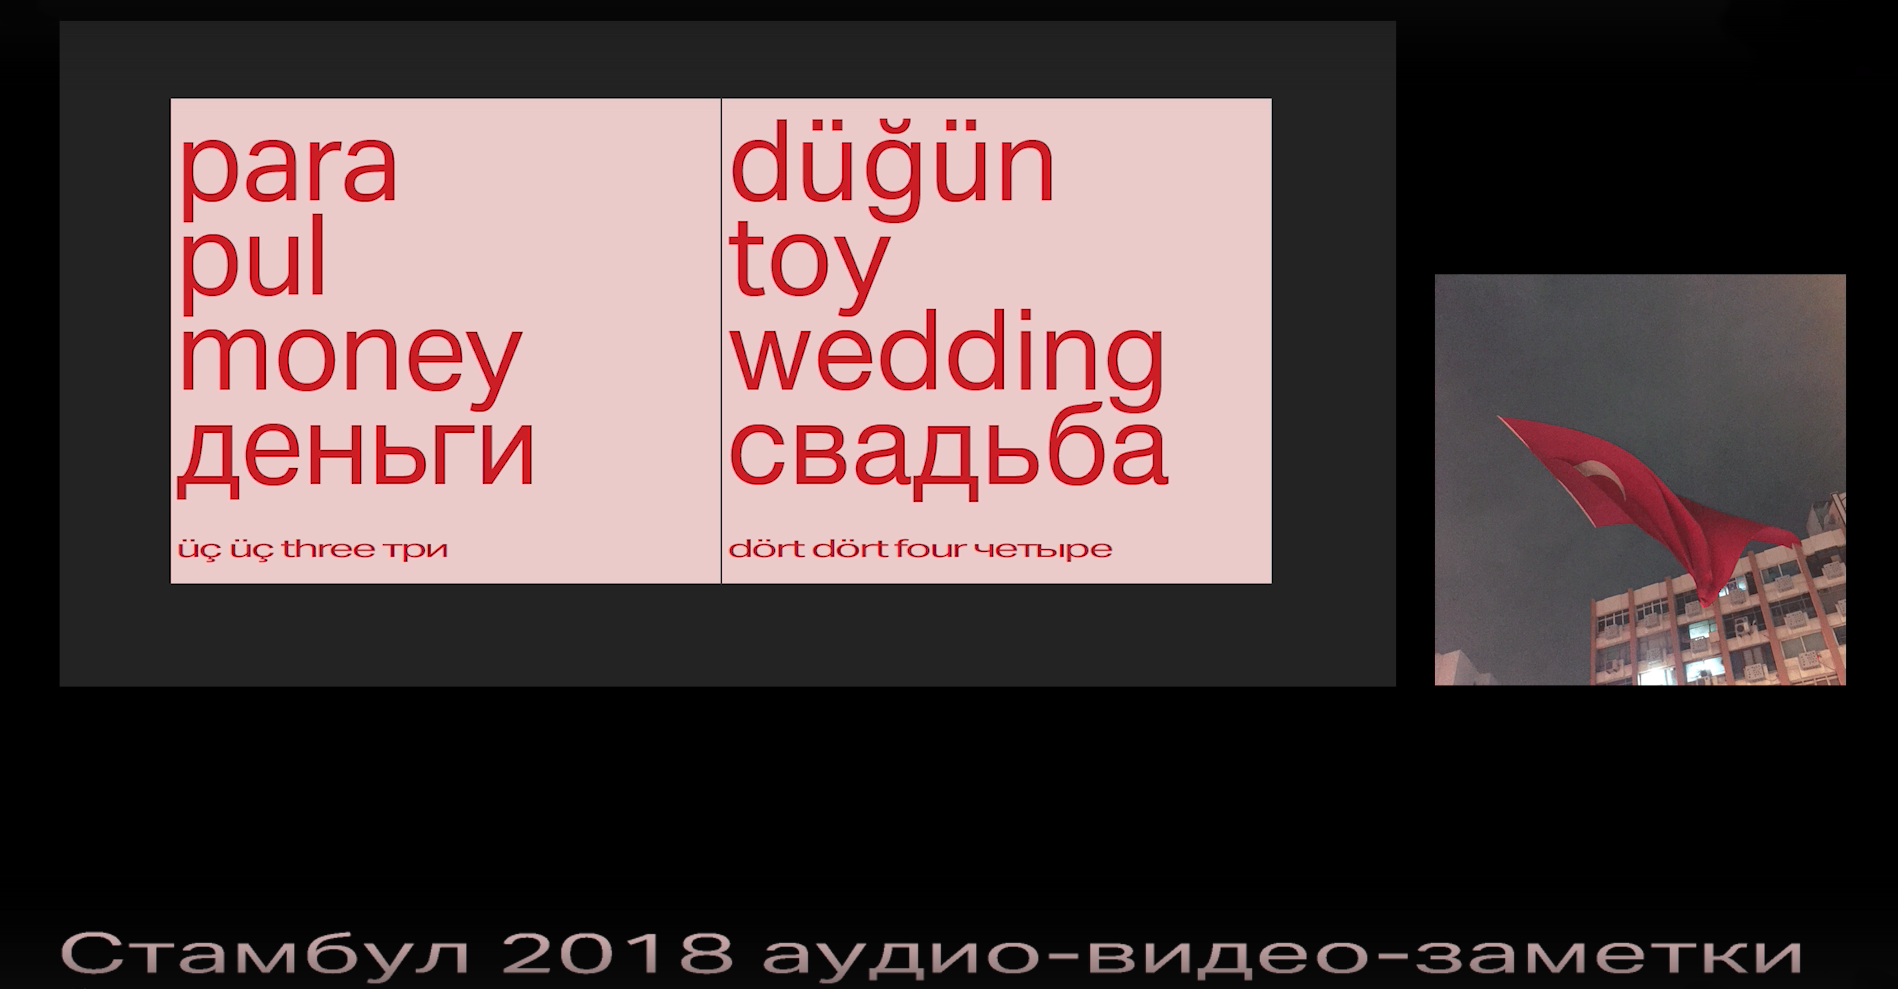 para
pul
money
деньги
üç üç three три
düğün
toy
wedding
свадьба
dört dört four четыре
Стамбул 2018 аудио-видео-заметки